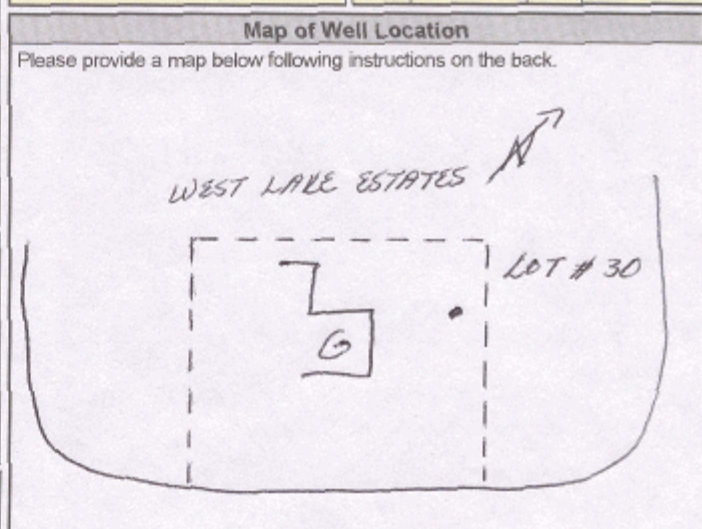 Map of Well Location
Please provide a map below following instructions on the back.
N
WEST LAKE ESTATES
LOT # 30
G